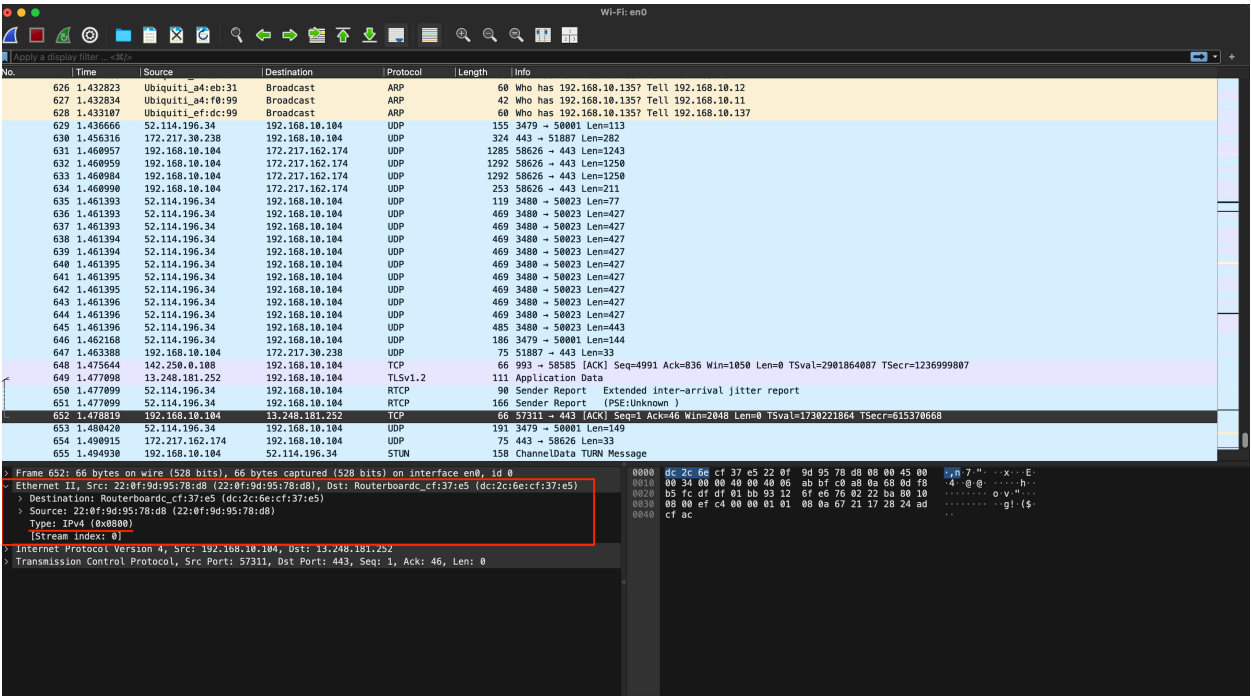 Wi-Fi: en0
Apply a display filter ... <⌘/>
No. Time Source Destination Protocol Length Info
626 1.432823 Ubiquiti_a4:eb:31 Broadcast ARP 60 Who has 192.168.10.135? Tell 192.168.10.12
627 1.432834 Ubiquiti_a4:f0:99 Broadcast ARP 42 Who has 192.168.10.135? Tell 192.168.10.11
628 1.433107 Ubiquiti_ef:dc:99 Broadcast ARP 60 Who has 192.168.10.135? Tell 192.168.10.137
629 1.436666 52.114.196.34 192.168.10.104 UDP 155 3479 → 50001 Len=113
630 1.456316 172.217.30.238 192.168.10.104 UDP 324 443 → 51887 Len=282
631 1.460957 192.168.10.104 172.217.162.174 UDP 1285 58626 → 443 Len=1243
632 1.460959 192.168.10.104 172.217.162.174 UDP 1292 58626 → 443 Len=1250
633 1.460984 192.168.10.104 172.217.162.174 UDP 1292 58626 → 443 Len=1250
634 1.460990 192.168.10.104 172.217.162.174 UDP 253 58626 → 443 Len=211
635 1.461393 52.114.196.34 192.168.10.104 UDP 119 3480 → 50023 Len=77
636 1.461393 52.114.196.34 192.168.10.104 UDP 469 3480 → 50023 Len=427
637 1.461393 52.114.196.34 192.168.10.104 UDP 469 3480 → 50023 Len=427
638 1.461394 52.114.196.34 192.168.10.104 UDP 469 3480 → 50023 Len=427
639 1.461394 52.114.196.34 192.168.10.104 UDP 469 3480 → 50023 Len=427
640 1.461395 52.114.196.34 192.168.10.104 UDP 469 3480 → 50023 Len=427
641 1.461395 52.114.196.34 192.168.10.104 UDP 469 3480 → 50023 Len=427
642 1.461395 52.114.196.34 192.168.10.104 UDP 469 3480 → 50023 Len=427
643 1.461396 52.114.196.34 192.168.10.104 UDP 469 3480 → 50023 Len=427
644 1.461396 52.114.196.34 192.168.10.104 UDP 469 3480 → 50023 Len=427
645 1.461396 52.114.196.34 192.168.10.104 UDP 485 3480 → 50023 Len=443
646 1.462168 52.114.196.34 192.168.10.104 UDP 186 3479 → 50001 Len=144
647 1.463388 192.168.10.104 172.217.30.238 UDP 75 51887 → 443 Len=33
648 1.475644 142.250.0.108 192.168.10.104 TCP 66 993 → 58585 [ACK] Seq=4991 Ack=836 Win=1050 Len=0 TSval=2901864087 TSecr=1236999807
649 1.477098 13.248.181.252 192.168.10.104 TLSv1.2 111 Application Data
650 1.477099 52.114.196.34 192.168.10.104 RTCP 90 Sender Report Extended inter-arrival jitter report
651 1.477099 52.114.196.34 192.168.10.104 RTCP 166 Sender Report (PSE:Unknown )
652 1.478819 192.168.10.104 13.248.181.252 TCP 66 57311 → 443 [ACK] Seq=1 Ack=46 Win=2048 Len=0 TSval=1730221864 TSecr=615370668
653 1.480420 52.114.196.34 192.168.10.104 UDP 191 3479 → 50001 Len=149
654 1.490915 172.217.162.174 192.168.10.104 UDP 75 443 → 58626 Len=33
655 1.494930 192.168.10.104 52.114.196.34 STUN 158 ChannelData TURN Message
Frame 652: 66 bytes on wire (528 bits), 66 bytes captured (528 bits) on interface en0, id 0
Ethernet II, Src: 22:0f:9d:95:78:d8 (22:0f:9d:95:78:d8), Dst: Routerboardc_cf:37:e5 (dc:2c:6e:cf:37:e5)
Destination: Routerboardc_cf:37:e5 (dc:2c:6e:cf:37:e5)
Source: 22:0f:9d:95:78:d8 (22:0f:9d:95:78:d8)
Type: IPv4 (0x0800)
[Stream index: 0]
Internet Protocol Version 4, Src: 192.168.10.104, Dst: 13.248.181.252
Transmission Control Protocol, Src Port: 57311, Dst Port: 443, Seq: 1, Ack: 46, Len: 0
0000 dc 2c 6e cf 37 e5 22 0f 9d 95 78 d8 08 00 45 00 ·,n·7·"· ··x···E·
0010 00 34 00 00 40 00 40 06 ab bf c0 a8 0a 68 0d f8 ·4··@·@· ·····h··
0020 b5 fc df df 01 bb 93 12 6f e6 76 02 22 ba 80 10 ········ o·v·"···
0030 08 00 ef c4 00 00 01 01 08 0a 67 21 17 28 24 ad ········ ··g!·($·
0040 cf ac ··